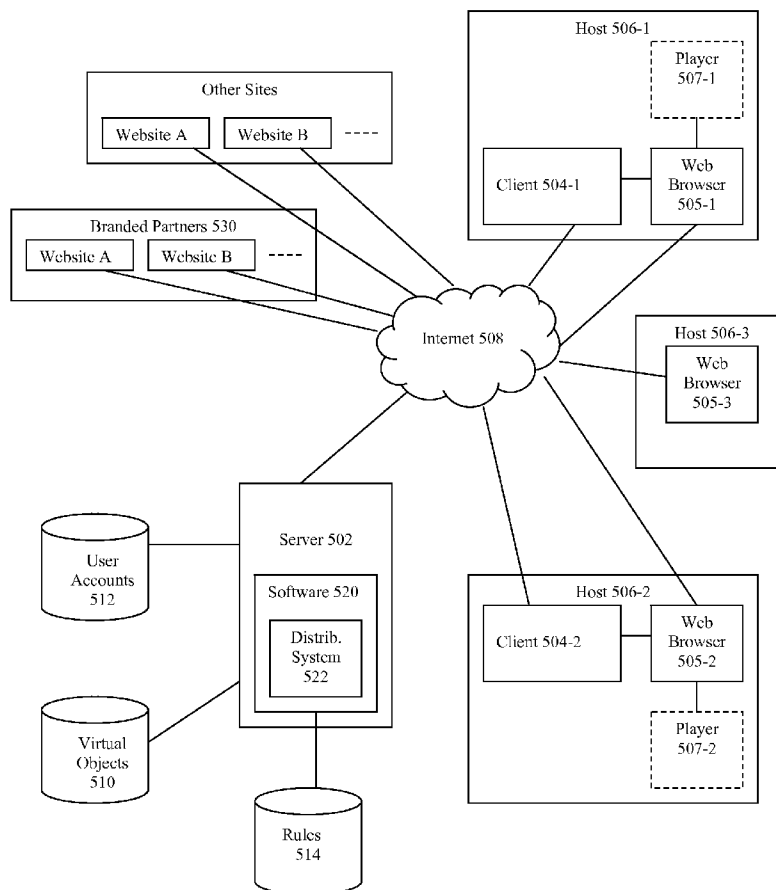 Host 506-1
Player
507-1
Other Sites
Website A
Website B
Client 504-1
Web
Browser
505-1
Branded Partners 530
Website A
Website B
Internet 508
Host 506-3
Web
Browser
505-3
Server 502
User
Accounts
512
Software 520
Distrib.
System
522
Host 506-2
Client 504-2
Web
Browser
505-2
Virtual
Objects
510
Player
507-2
Rules
514